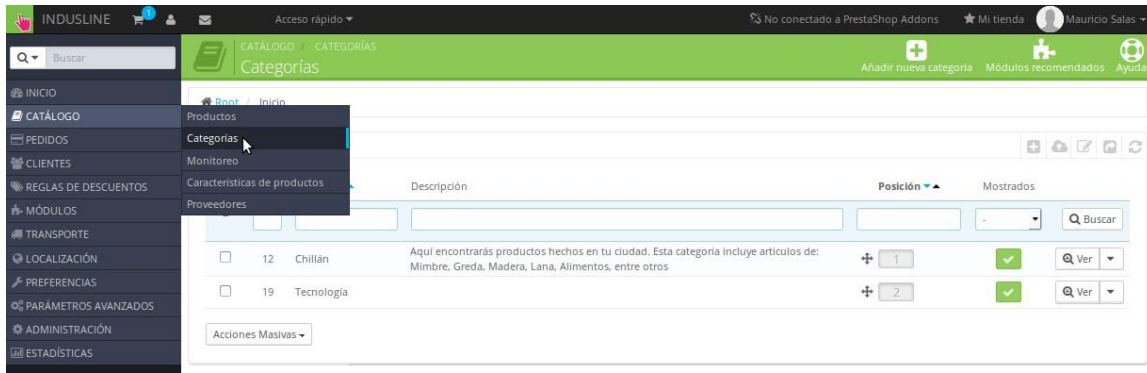 INDUSLINE 1 Acceso rápido No conectado a PrestaShop Addons Mi tienda Mauricio Salas
Buscar
CATÁLOGO / CATEGORÍAS
Categorías
Añadir nueva categoría Módulos recomendados Ayuda
INICIO
CATÁLOGO
PEDIDOS
CLIENTES
REGLAS DE DESCUENTOS
MÓDULOS
TRANSPORTE
LOCALIZACIÓN
PREFERENCIAS
PARÁMETROS AVANZADOS
ADMINISTRACIÓN
ESTADÍSTICAS
Root / Inicio
Productos
Categorías
Monitoreo
Características de productos
Proveedores
Descripción Posición Mostrados
- Buscar
12 Chillán Aquí encontrarás productos hechos en tu ciudad. Esta categoría incluye articulos de:
Mimbre, Greda, Madera, Lana, Alimentos, entre otros 1 Ver
19 Tecnología 2 Ver
Acciones Masivas